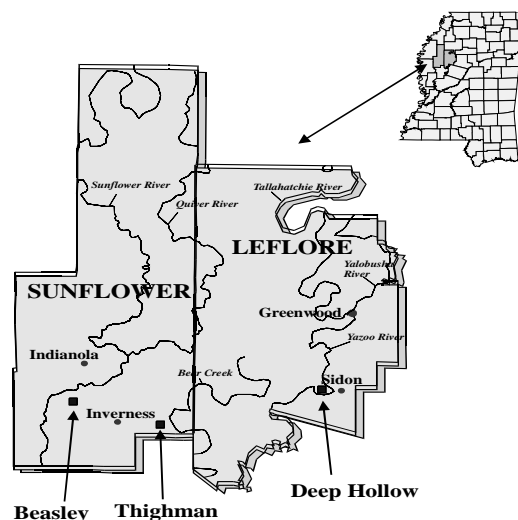 Sunflower River
Tallahatchie River
Quiver River
LEFLORE
Yalobusha
River
SUNFLOWER
Greenwood
Yazoo River
Indianola
Bear Creek
Sidon
Inverness
Deep Hollow
Beasley
Thighman